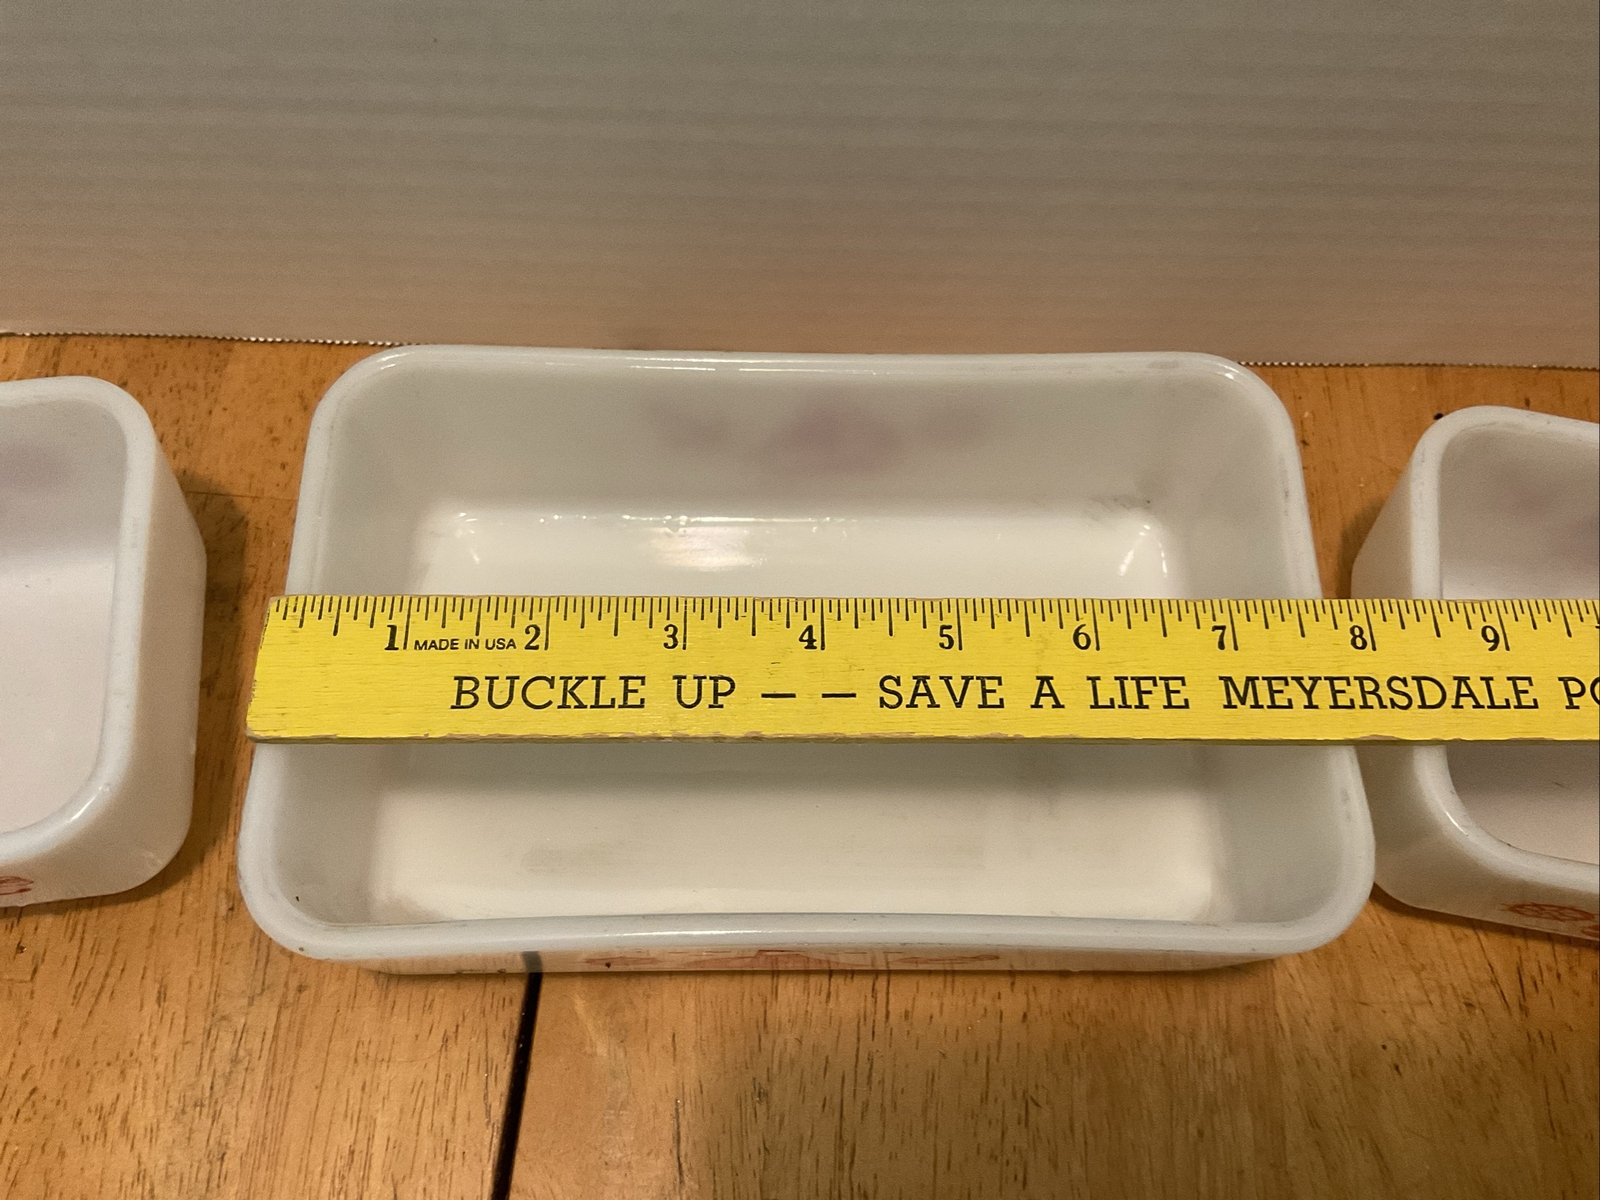 1 MADE IN USA 2 3 4 5 6 7 8 9
BUCKLE UP — — SAVE A LIFE MEYERSDALE